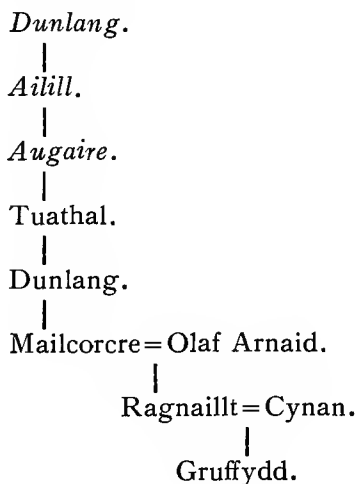 Dunlang.
Ailill.
Augaire.
Tuathal.
Dunlang.
Mailcorcre=Olaf Arnaid.
Ragnaillt=Cynan.
Gruffydd.